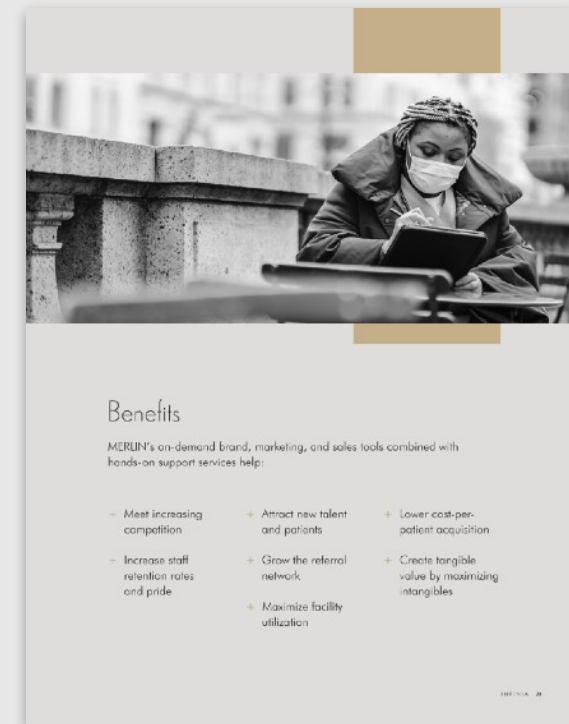 Benefits
MERLIN's on-demand brand, marketing, and sales tools combined with
hands-on support services help:
+ Meet increasing
competition
+ Increase staff
retention rates
and pride
+ Attract new talent
and patients
+ Grow the referral
network
+ Maximize facility
utilization
+ Lower cost-per-
patient acquisition
+ Create tangible
value by maximizing
intangibles